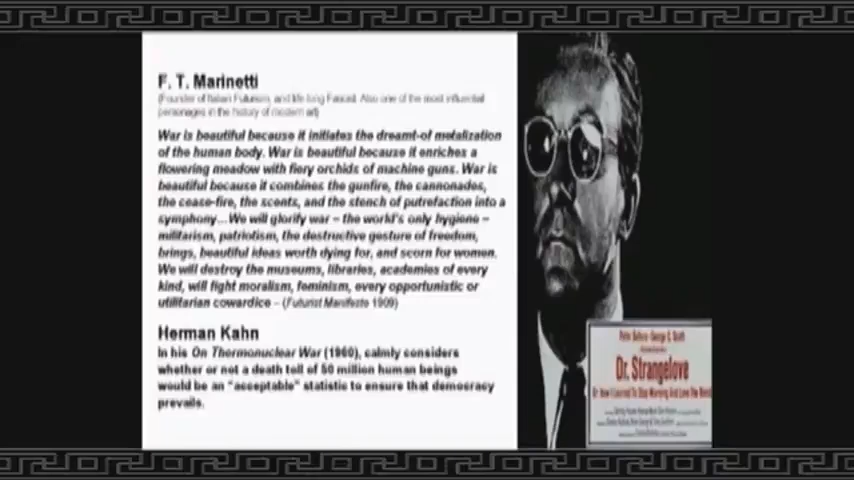 F. T. Marinetti
(Founder of Italian Futurism, and life long Fascist. Also one of the most influential
personages in the history of modern art)
War is beautiful because it initiates the dreamt-of metalization
of the human body. War is beautiful because it enriches a
flowering meadow with fiery orchids of machine guns. War is
beautiful because it combines the gunfire, the cannonades,
the cease-fire, the scents, and the stench of putrefaction into a
symphony... We will glorify war – the world's only hygiene –
militarism, patriotism, the destructive gesture of freedom,
brings, beautiful ideas worth dying for, and scorn for women.
We will destroy the museums, libraries, academies of every
kind, will fight moralism, feminism, every opportunistic or
utilitarian cowardice – (Futurist Manifesto 1909)
Herman Kahn
In his On Thermonuclear War (1960), calmly considers
whether or not a death toll of 50 million human beings
would be an "acceptable" statistic to ensure that democracy
prevails.
Peter Sellers · George C. Scott
Dr. Strangelove
Or: How I Learned To Stop Worrying And Love The Bomb